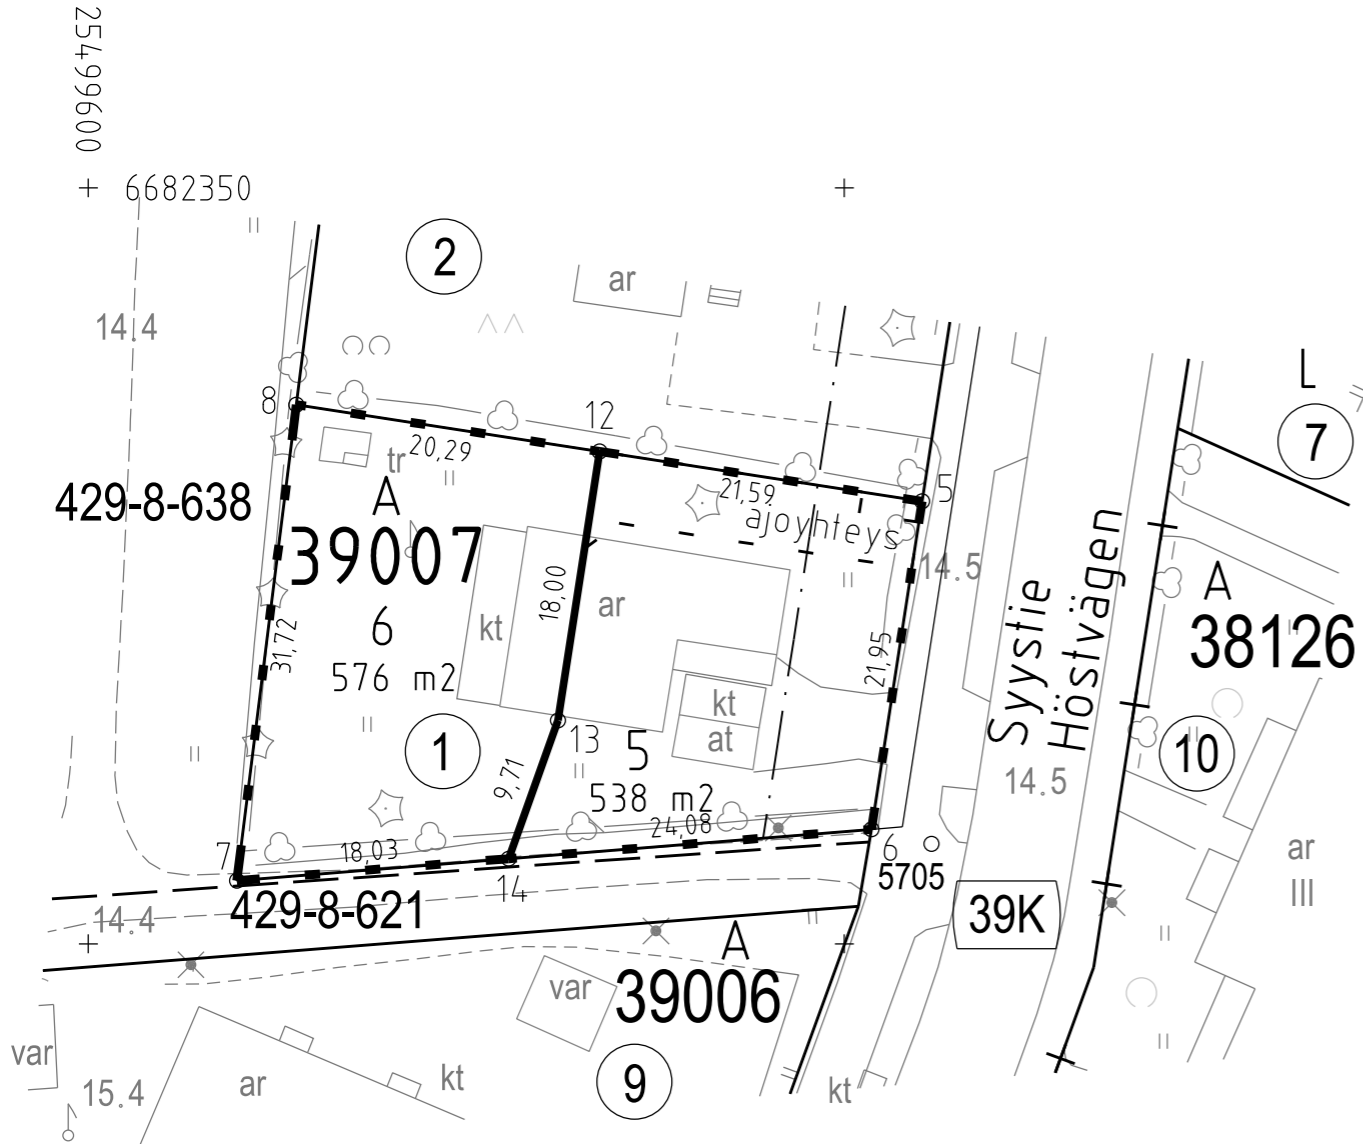 25499600
6682350
2
ar
14.4
L
7
8
12
20,29
tr
21,59
5
ajoyhteys
429-8-638
A
39007
14.5
Syystie
Höstvägen
A
38126
18,00
ar
kt
6
31,72
576 m2
21,95
kt
at
1
13
5
10
14.5
9,71
538 m2
24,08
7
18,03
14
6
5705
ar
III
429-8-621
14.4
39K
A
39006
var
var
15.4
ar
kt
9
kt